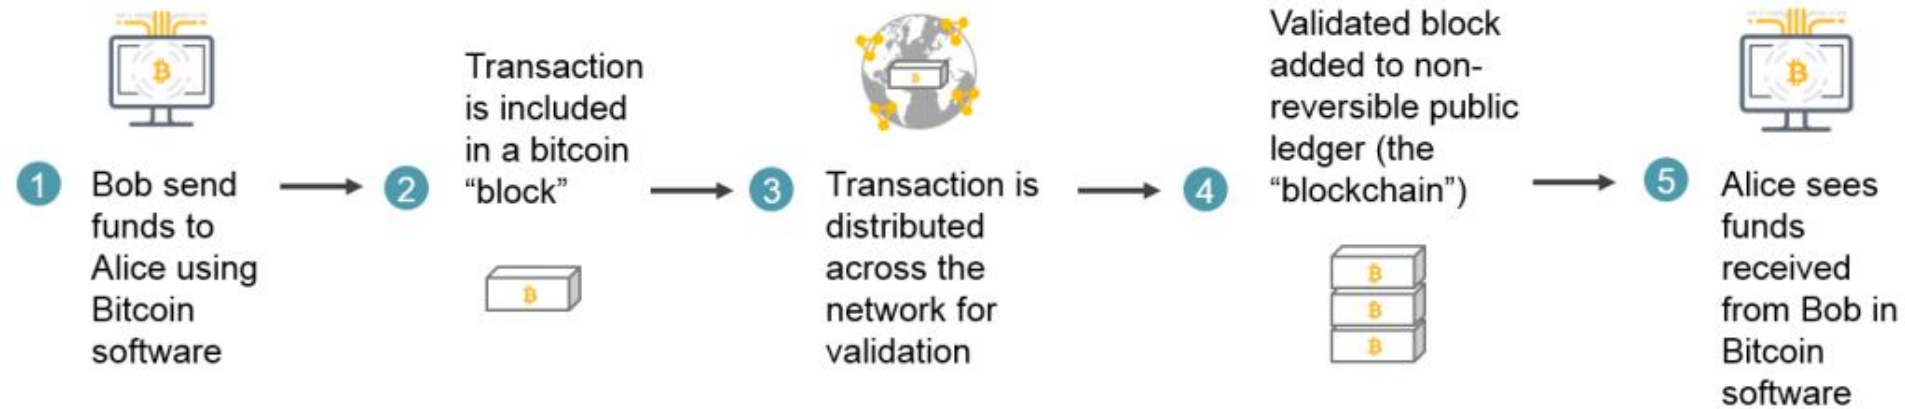 1
Bob send
funds to
Alice using
Bitcoin
software
2
Transaction
is included
in a bitcoin
“block”
3
Transaction is
distributed
across the
network for
validation
4
Validated block
added to non-
reversible public
ledger (the
“blockchain”)
5
Alice sees
funds
received
from Bob in
Bitcoin
software